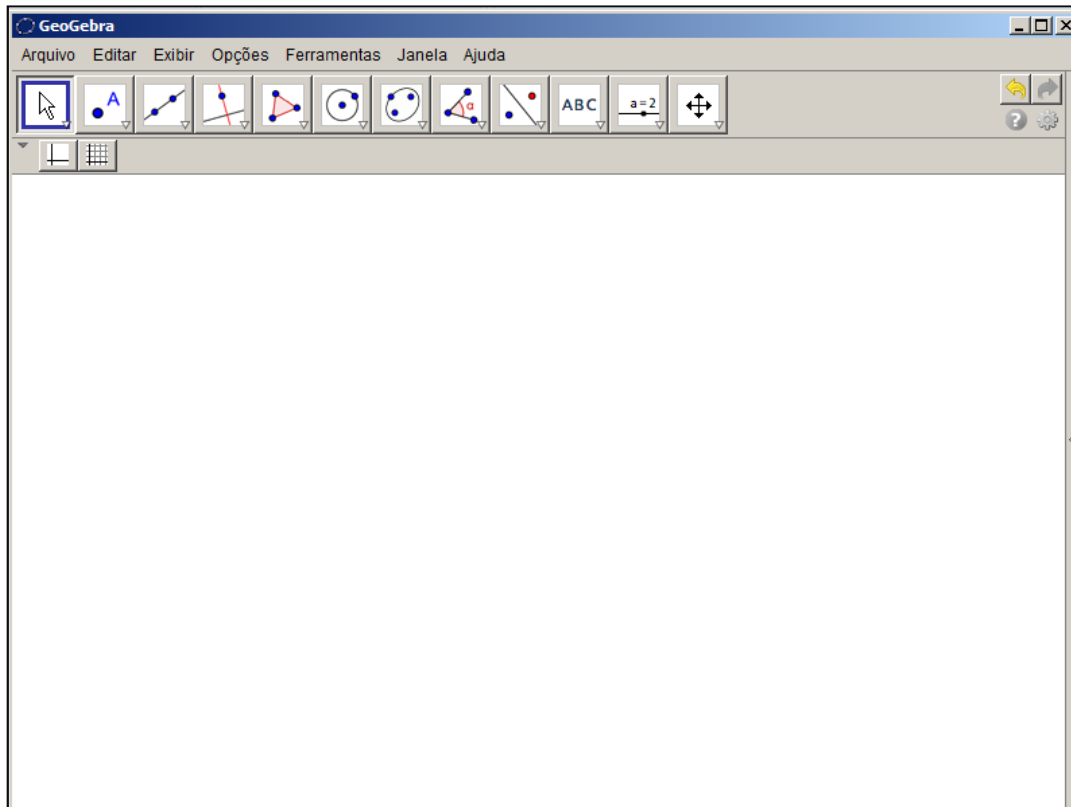 GeoGebra
Arquivo Editar Exibir Opções Ferramentas Janela Ajuda
A α ABC a=2